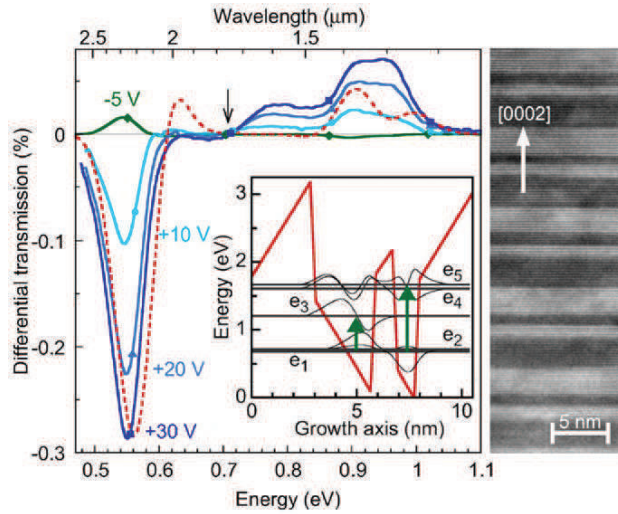 Wavelength (μm)
2.5 2 1.5
Differential transmission (%)
0
-0.1
-0.2
-0.3
-5 V
+10 V
+20 V
+30 V
Energy (eV)
3
2
1
0
e5
e4
e3
e2
e1
0 5 10
Growth axis (nm)
0.5 0.6 0.7 0.8 0.9 1 1.1
Energy (eV)
[0002]
5 nm